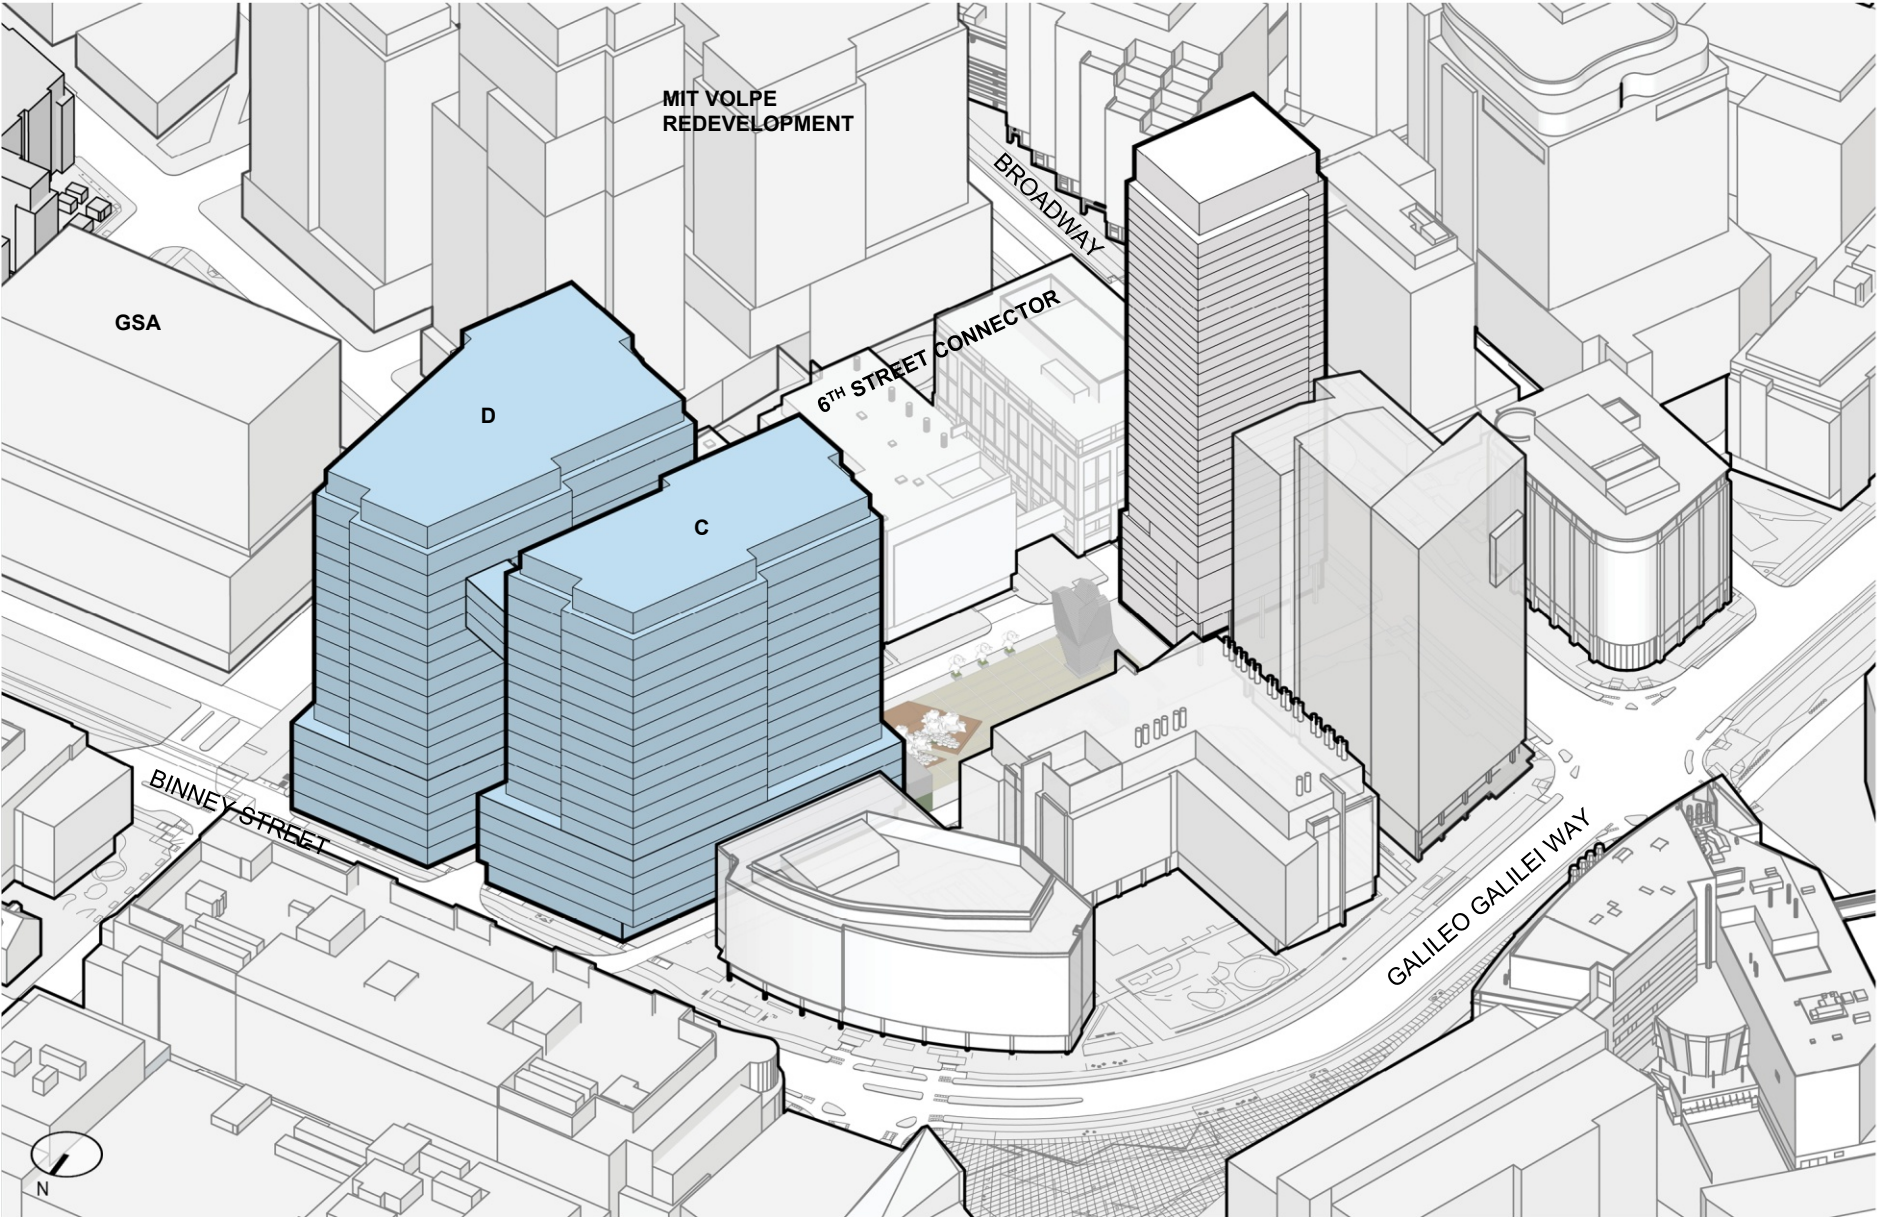 MIT VOLPE
REDEVELOPMENT
BROADWAY
GSA
6TH STREET CONNECTOR
D
C
BINNEY STREET
GALILEO GALILEI WAY
N